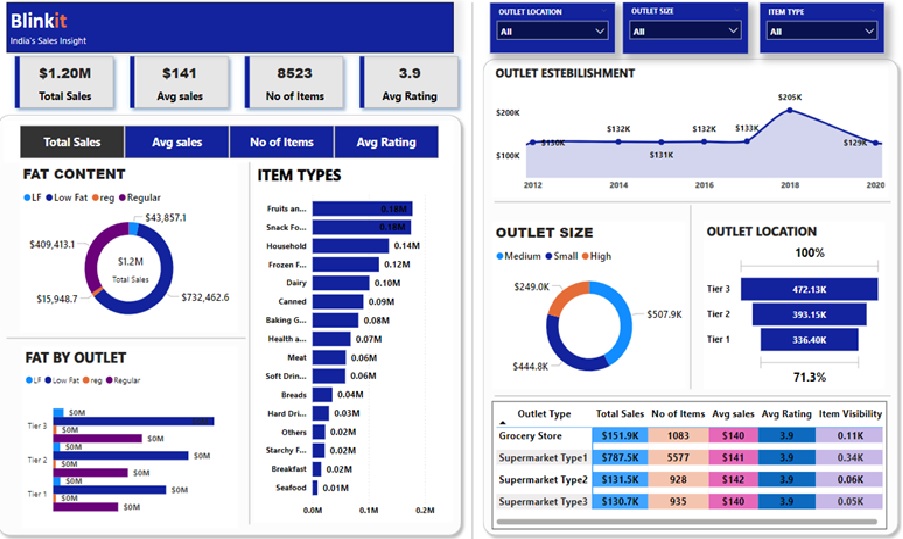 Blinkit
India's Sales Insight
$1.20M
Total Sales
$141
Avg sales
8523
No of Items
3.9
Avg Rating
Total Sales
Avg sales
No of Items
Avg Rating
FAT CONTENT
LF Low Fat reg Regular
$43,857.1
$409,413.1
$1.2M
Total Sales
$15,948.7
$732,462.6
FAT BY OUTLET
LF Low Fat reg Regular
Tier 3
$0M
$0M
$0M
Tier 2
$0M
$0M
$0M
$0M
Tier 1
$0M
$0M
$0M
$0M
ITEM TYPES
Fruits an... 0.18M
Snack Fo... 0.18M
Household 0.14M
Frozen F... 0.12M
Dairy 0.10M
Canned 0.09M
Baking G... 0.08M
Health a... 0.07M
Meat 0.06M
Soft Drin... 0.06M
Breads 0.04M
Hard Dri... 0.03M
Others 0.02M
Starchy F... 0.02M
Breakfast 0.02M
Seafood 0.01M
0.0M 0.1M 0.2M
OUTLET LOCATION
All
OUTLET SIZE
All
ITEM TYPE
All
OUTLET ESTEBILISHMENT
$200K
$100K
$130K
$132K
$131K
$132K
$133K
$205K
$129K
2012 2014 2016 2018 2020
OUTLET SIZE
Medium Small High
$249.0K
$507.9K
$444.8K
OUTLET LOCATION
100%
Tier 3 472.13K
Tier 2 393.15K
Tier 1 336.40K
71.3%
Outlet Type Total Sales No of Items Avg sales Avg Rating Item Visibility
Grocery Store $151.9K 1083 $140 3.9 0.11K
Supermarket Type1 $787.5K 5577 $141 3.9 0.34K
Supermarket Type2 $131.5K 928 $142 3.9 0.06K
Supermarket Type3 $130.7K 935 $140 3.9 0.05K